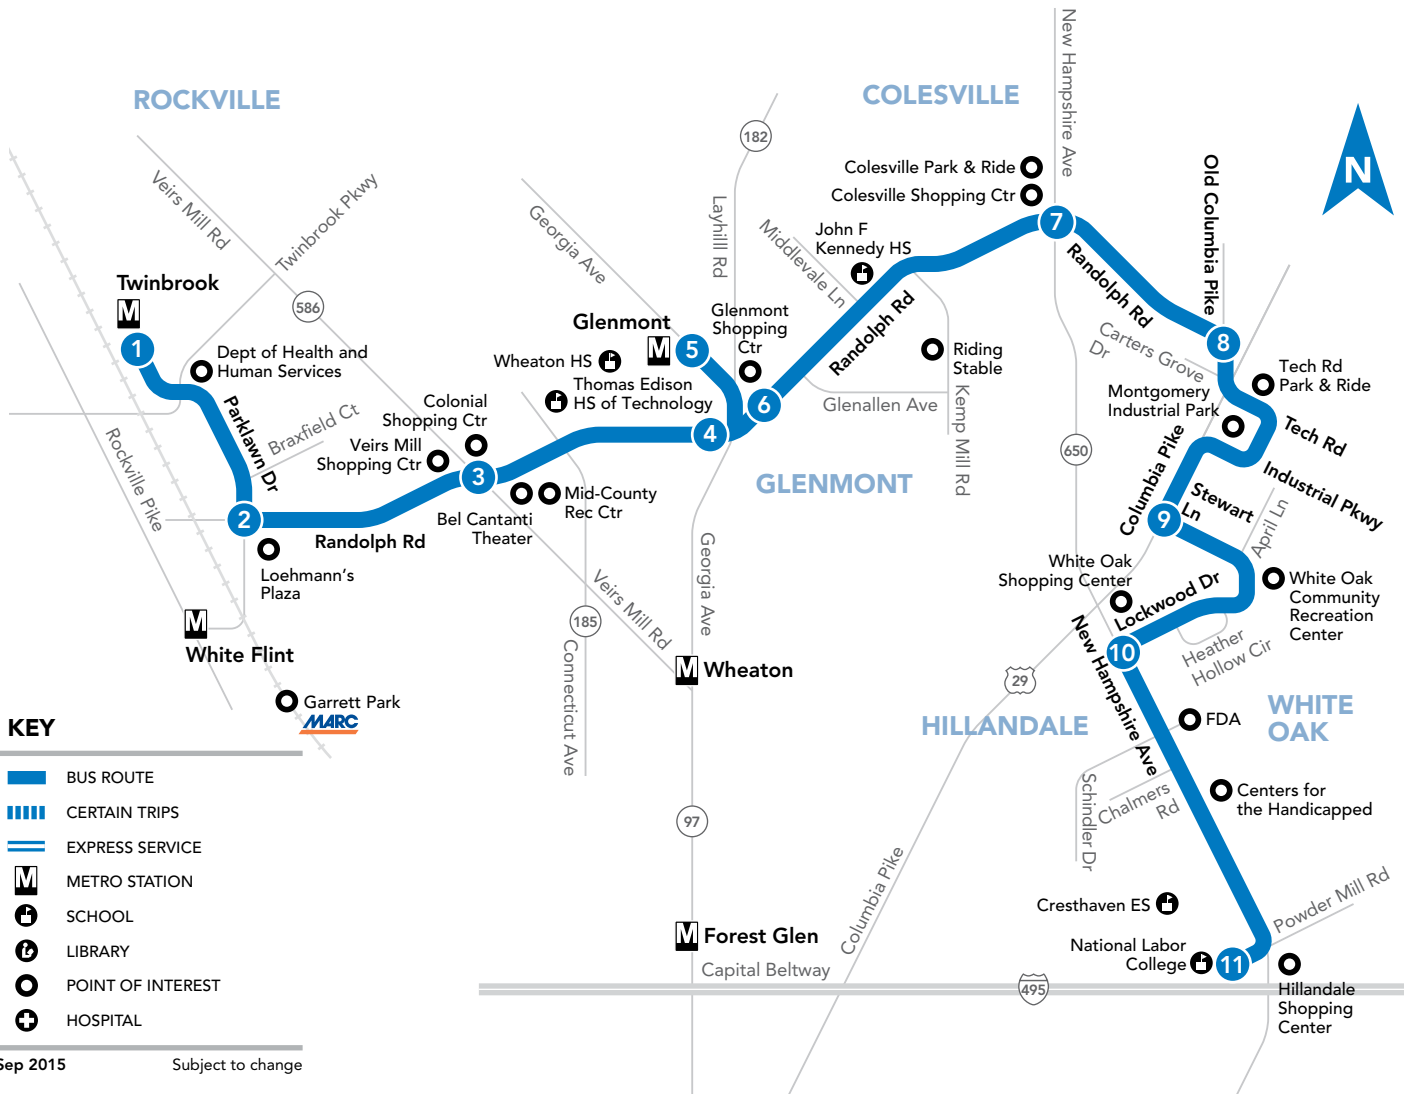 ROCKVILLE
COLESVILLE
New Hampshire Ave
182
N
Veirs Mill Rd
Twinbrook Pkwy
Georgia Ave
Layhilll Rd
Middlevale Ln
Colesville Park & Ride
Colesville Shopping Ctr
John F
Kennedy HS
7
Old Columbia Pike
Randolph Rd
Twinbrook
M
1
586
Dept of Health and
Human Services
Glenmont
M
5
Glenmont
Shopping
Ctr
Wheaton HS
Thomas Edison
HS of Technology
6
4
Randolph Rd
Riding
Stable
Glenallen Ave
Kemp Mill Rd
Carters Grove
Dr
8
Tech Rd
Park & Ride
Montgomery
Industrial Park
Tech Rd
Industrial Pkwy
Columbia Pike
Stewart
Ln
9
April Ln
650
Parklawn Dr
Braxfield Ct
Rockville Pike
Colonial
Shopping Ctr
Veirs Mill
Shopping Ctr
3
GLENMONT
2
Randolph Rd
Bel Cantanti
Theater
Mid-County
Rec Ctr
Loehmann's
Plaza
M
White Flint
Garrett Park
MARC
185
Connecticut Ave
Veirs Mill Rd
Georgia Ave
M
Wheaton
White Oak
Shopping Center
Lockwood Dr
White Oak
Community
Recreation
Center
10
Heather
Hollow Cir
29
HILLANDALE
WHITE
OAK
New Hampshire Ave
FDA
Schindler Dr
Chalmers
Rd
Centers for
the Handicapped
97
Columbia Pike
Cresthaven ES
Powder Mill Rd
M
Forest Glen
Capital Beltway
National Labor
College
11
495
Hillandale
Shopping
Center
KEY
BUS ROUTE
CERTAIN TRIPS
EXPRESS SERVICE
M
METRO STATION
SCHOOL
LIBRARY
POINT OF INTEREST
HOSPITAL
Sep 2015
Subject to change